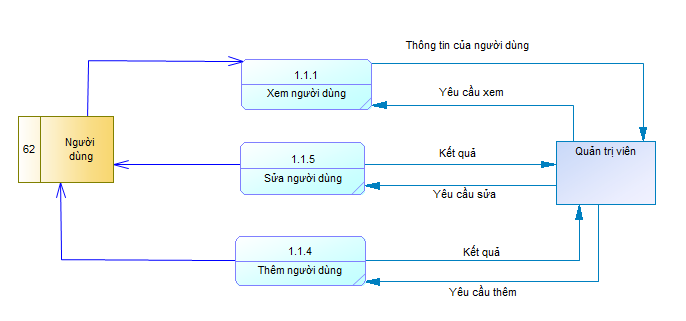 Thông tin của người dùng
1.1.1
Xem người dùng
Yêu cầu xem
62
Người
dùng
1.1.5
Sửa người dùng
Kết quả
Yêu cầu sửa
Quản trị viên
1.1.4
Thêm người dùng
Kết quả
Yêu cầu thêm